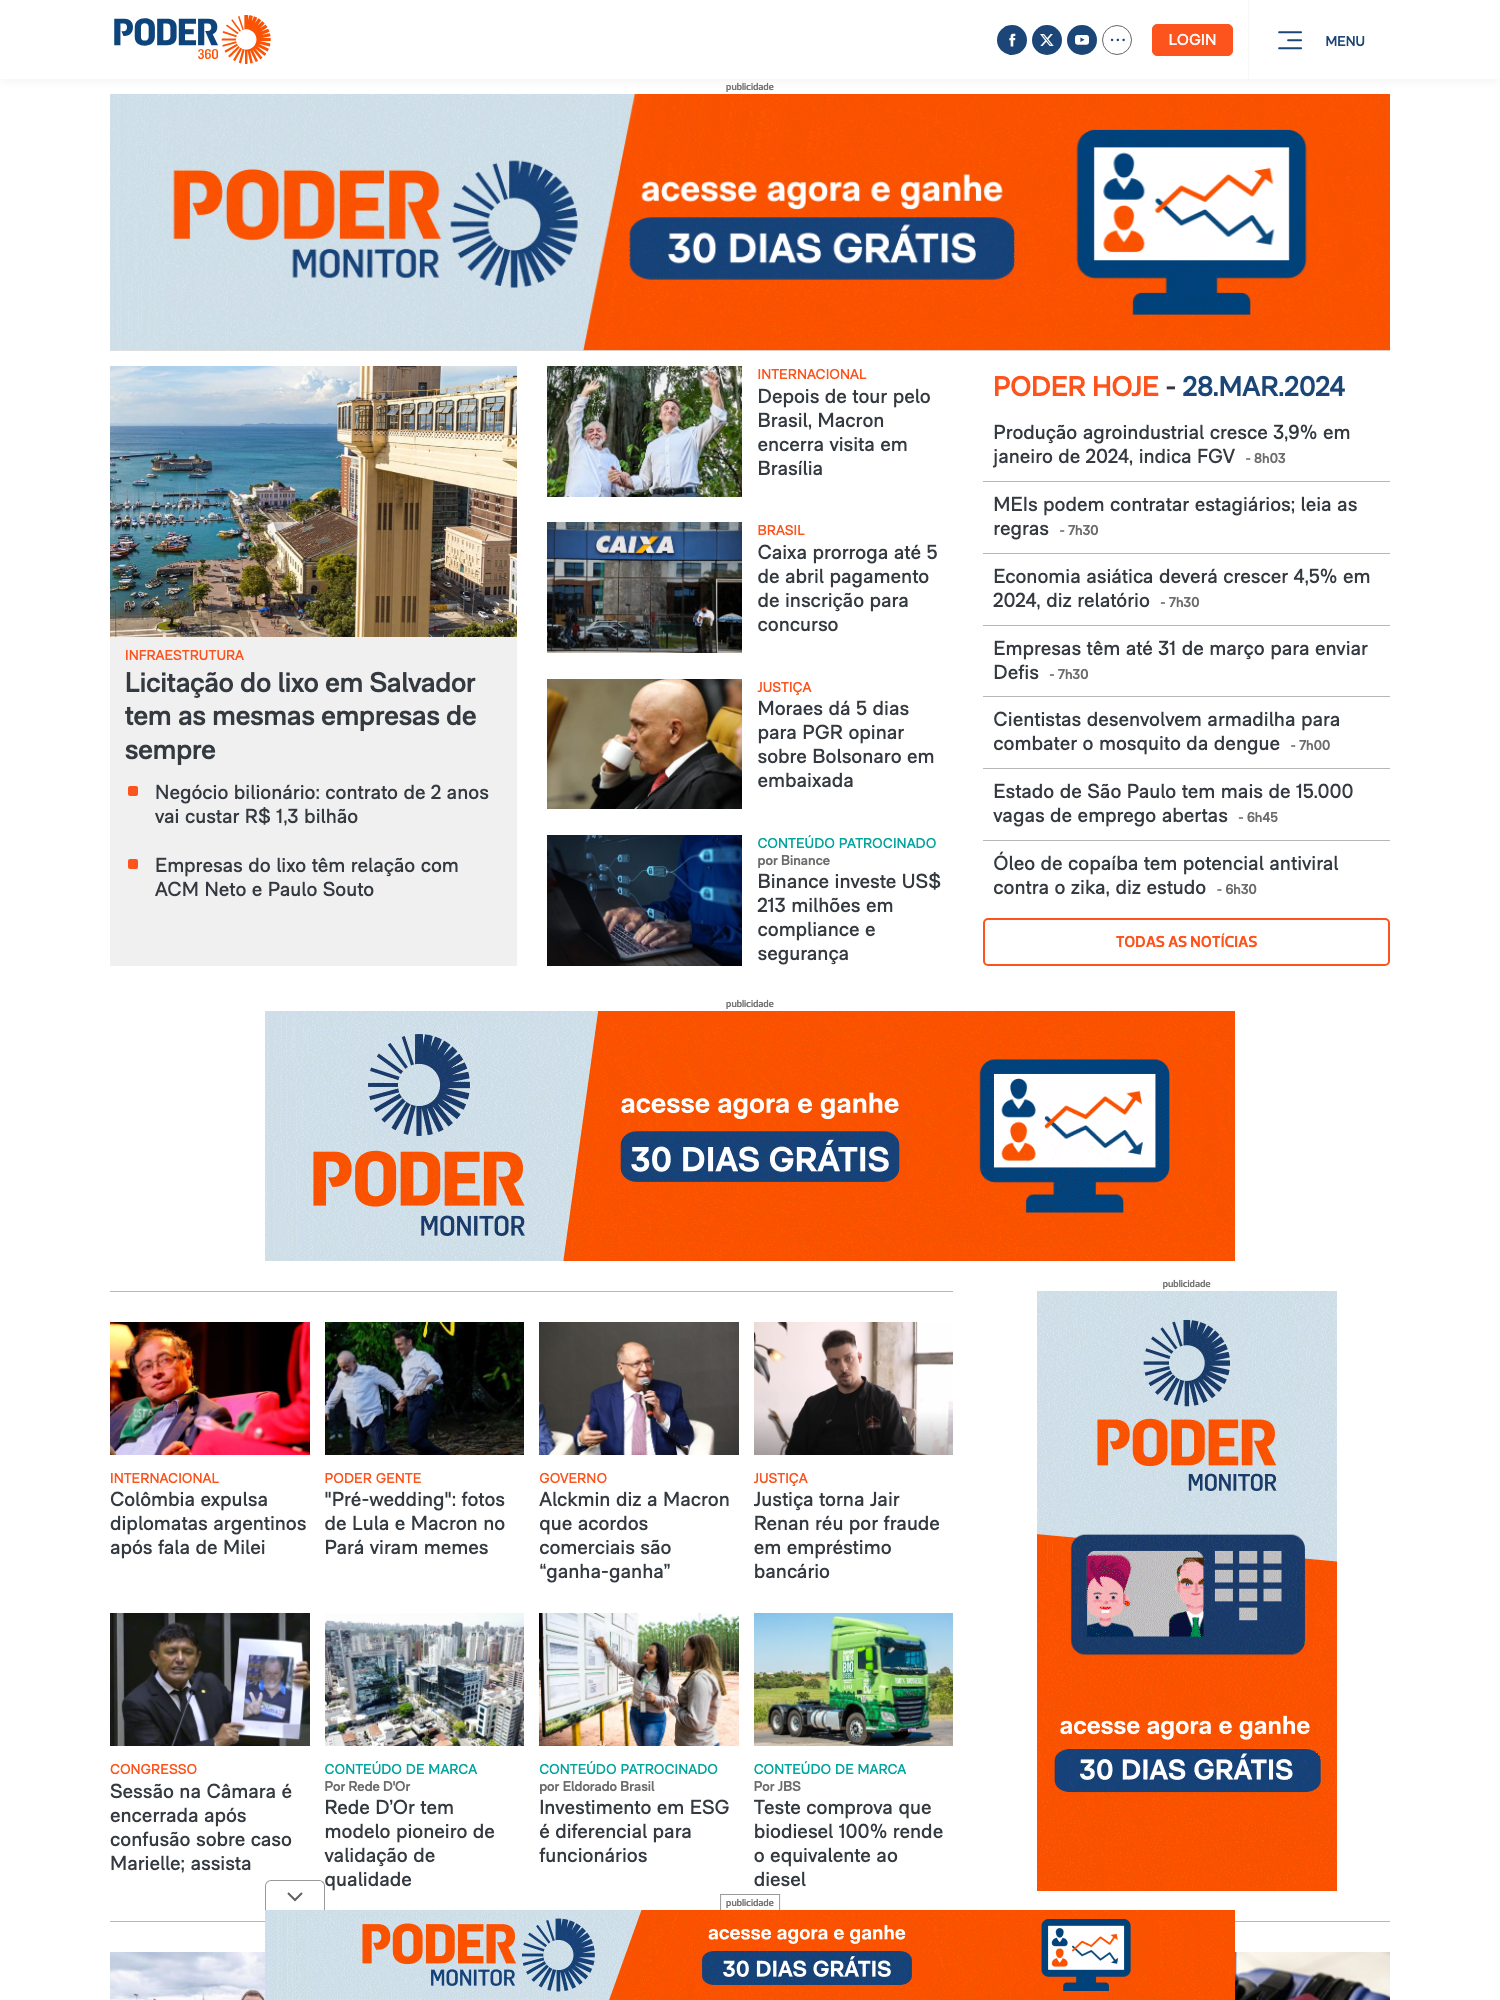 PODER
360
LOGIN
MENU
publicidade
PODER
MONITOR
acesse agora e ganhe
30 DIAS GRÁTIS
INFRAESTRUTURA
Licitação do lixo em Salvador
tem as mesmas empresas de
sempre
Negócio bilionário: contrato de 2 anos
vai custar R$ 1,3 bilhão
Empresas do lixo têm relação com
ACM Neto e Paulo Souto
INTERNACIONAL
Depois de tour pelo
Brasil, Macron
encerra visita em
Brasília
CAIXA
BRASIL
Caixa prorroga até 5
de abril pagamento
de inscrição para
concurso
JUSTIÇA
Moraes dá 5 dias
para PGR opinar
sobre Bolsonaro em
embaixada
CONTEÚDO PATROCINADO
por Binance
Binance investe US$
213 milhões em
compliance e
segurança
PODER HOJE - 28.MAR.2024
Produção agroindustrial cresce 3,9% em
janeiro de 2024, indica FGV - 8h03
MEIs podem contratar estagiários; leia as
regras - 7h30
Economia asiática deverá crescer 4,5% em
2024, diz relatório - 7h30
Empresas têm até 31 de março para enviar
Defis - 7h30
Cientistas desenvolvem armadilha para
combater o mosquito da dengue - 7h00
Estado de São Paulo tem mais de 15.000
vagas de emprego abertas - 6h45
Óleo de copaíba tem potencial antiviral
contra o zika, diz estudo - 6h30
TODAS AS NOTÍCIAS
publicidade
PODER
MONITOR
acesse agora e ganhe
30 DIAS GRÁTIS
INTERNACIONAL
Colômbia expulsa
diplomatas argentinos
após fala de Milei
PODER GENTE
"Pré-wedding": fotos
de Lula e Macron no
Pará viram memes
GOVERNO
Alckmin diz a Macron
que acordos
comerciais são
“ganha-ganha”
JUSTIÇA
Justiça torna Jair
Renan réu por fraude
em empréstimo
bancário
CONGRESSO
Sessão na Câmara é
encerrada após
confusão sobre caso
Marielle; assista
CONTEÚDO DE MARCA
Por Rede D'Or
Rede D’Or tem
modelo pioneiro de
validação de
qualidade
CONTEÚDO PATROCINADO
por Eldorado Brasil
Investimento em ESG
é diferencial para
funcionários
BIO
CONTEÚDO DE MARCA
Por JBS
Teste comprova que
biodiesel 100% rende
o equivalente ao
diesel
publicidade
PODER
MONITOR
acesse agora e ganhe
30 DIAS GRÁTIS
publicidade
PODER
MONITOR
acesse agora e ganhe
30 DIAS GRÁTIS